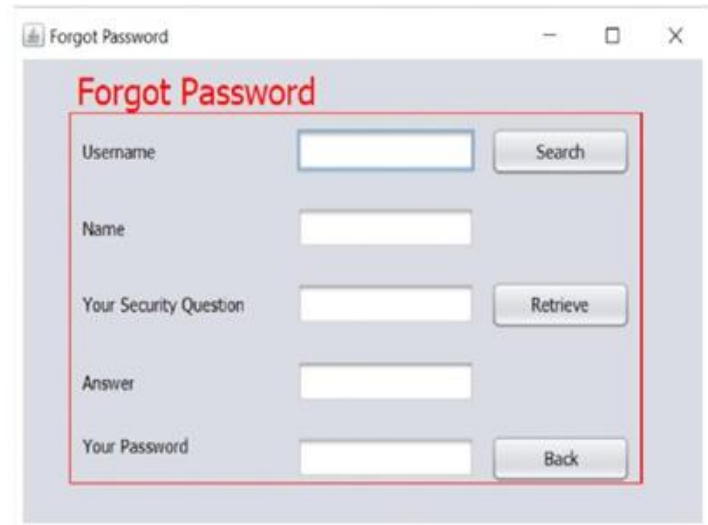 Forgot Password
Forgot Password
Username
Search
Name
Your Security Question
Retrieve
Answer
Your Password
Back